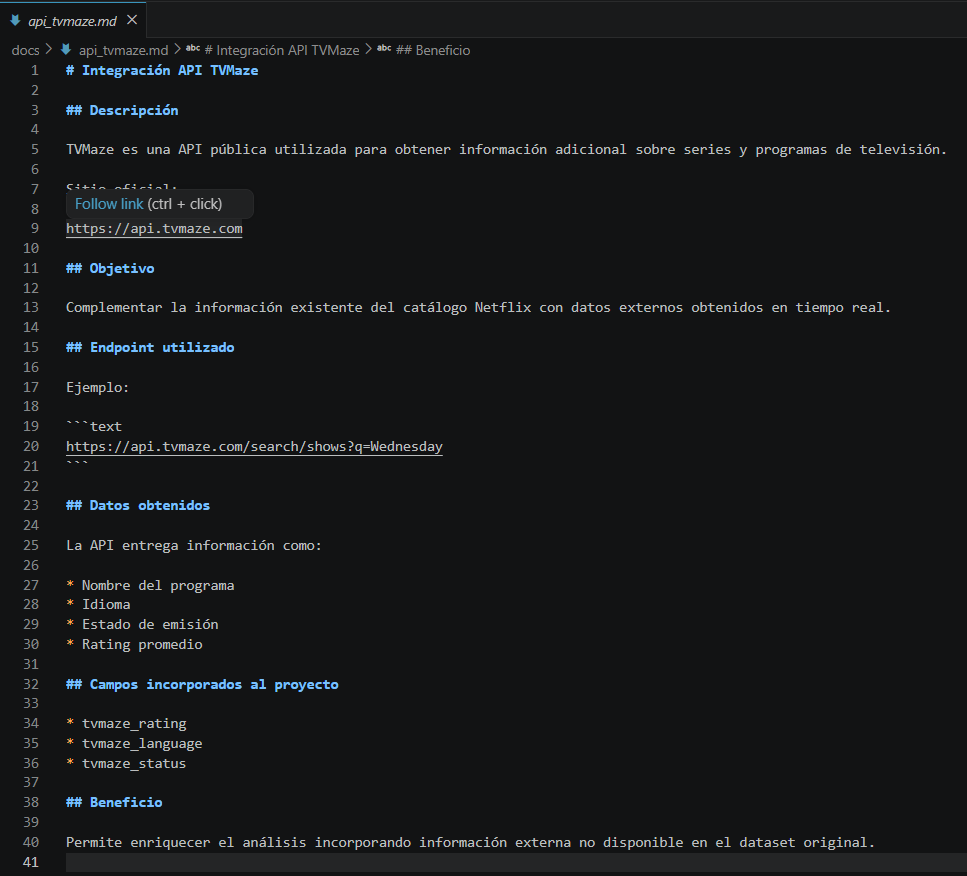 api_tvmaze.md
docs > api_tvmaze.md > abc # Integración API TVMaze > abc ## Beneficio
1 # Integración API TVMaze
2
3 ## Descripción
4
5 TVMaze es una API pública utilizada para obtener información adicional sobre series y programas de televisión.
6
7 Sitio oficial:
Follow link (ctrl + click)
8
9 https://api.tvmaze.com
10
11 ## Objetivo
12
13 Complementar la información existente del catálogo Netflix con datos externos obtenidos en tiempo real.
14
15 ## Endpoint utilizado
16
17 Ejemplo:
18
19 ```text
20 https://api.tvmaze.com/search/shows?q=Wednesday
21 ```
22
23 ## Datos obtenidos
24
25 La API entrega información como:
26
27 * Nombre del programa
28 * Idioma
29 * Estado de emisión
30 * Rating promedio
31
32 ## Campos incorporados al proyecto
33
34 * tvmaze_rating
35 * tvmaze_language
36 * tvmaze_status
37
38 ## Beneficio
39
40 Permite enriquecer el análisis incorporando información externa no disponible en el dataset original.
41